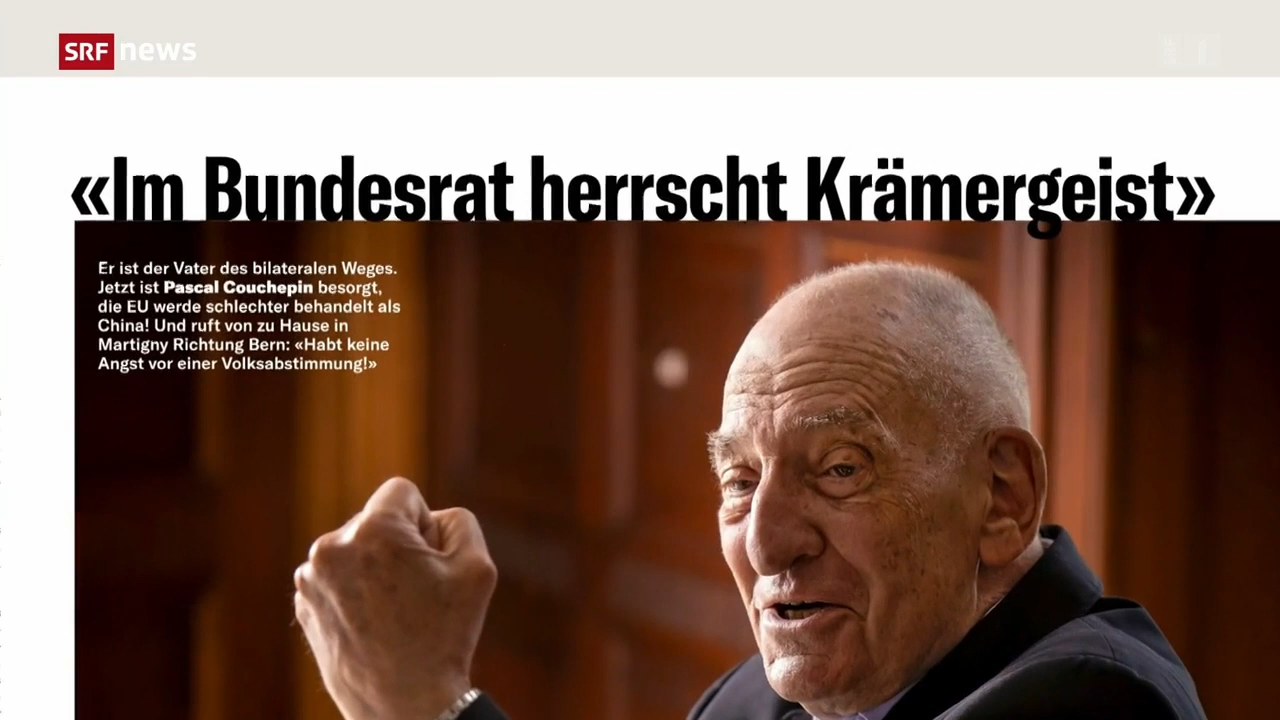 SRF news
«Im Bundesrat herrscht Krämergeist»
Er ist der Vater des bilateralen Weges.
Jetzt ist Pascal Couchepin besorgt,
die EU werde schlechter behandelt als
China! Und ruft von zu Hause in
Martigny Richtung Bern: «Habt keine
Angst vor einer Volksabstimmung!»